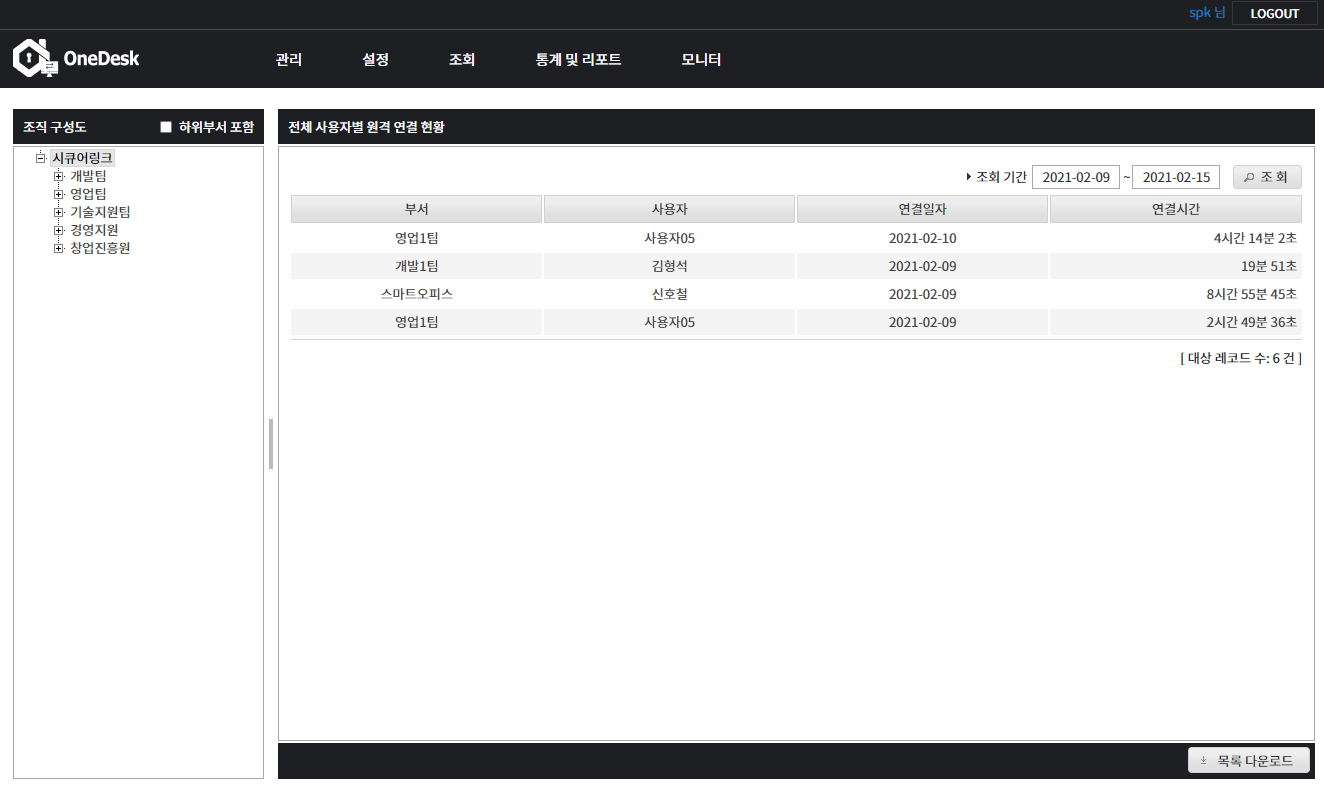 spk 님 LOGOUT
OneDesk 관리 설정 조회 통계 및 리포트 모니터
조직 구성도 하위부서 포함
시큐어링크
개발팀
영업팀
기술지원팀
경영지원
창업진흥원
전체 사용자별 원격 연결 현황
조회 기간 2021-02-09 ~ 2021-02-15 조 회
부서 사용자 연결일자 연결시간
영업1팀 사용자05 2021-02-10 4시간 14분 2초
개발1팀 김형석 2021-02-09 19분 51초
스마트오피스 신호철 2021-02-09 8시간 55분 45초
영업1팀 사용자05 2021-02-09 2시간 49분 36초
[ 대상 레코드 수: 6 건 ]
목록 다운로드